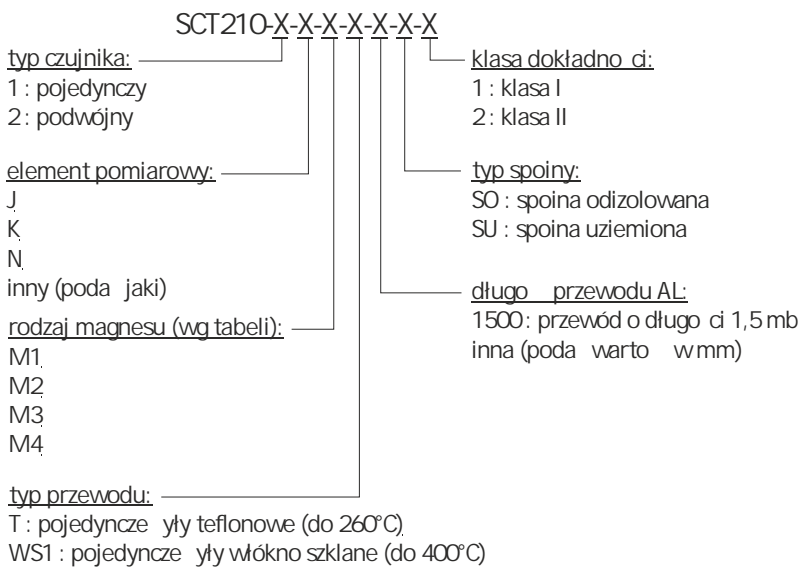 SCT210-X-X-X-X-X-X-X
typ czujnika:
1 : pojedynczy
2 : podwójny
element pomiarowy:
J
K
N
inny (poda jaki)
rodzaj magnesu (wg tabeli):
M1
M2
M3
M4
typ przewodu:
T : pojedyncze yły teflonowe (do 260°C)
WS1 : pojedyncze yły włókno szklane (do 400°C)
klasa dokładno ci:
1 : klasa I
2 : klasa II
typ spoiny:
SO : spoina odizolowana
SU : spoina uziemiona
długo przewodu AL:
1500 : przewód o długo ci 1,5 mb
inna (poda warto w mm)